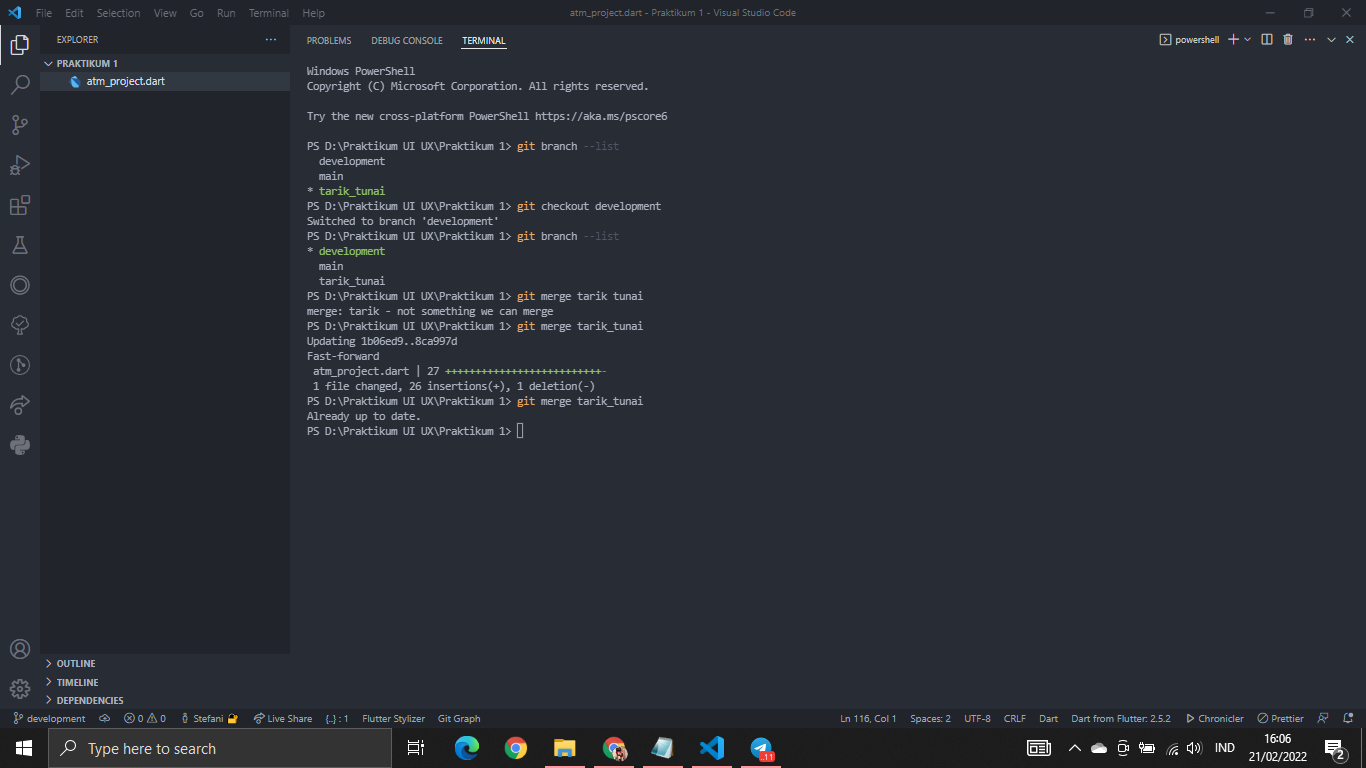 File Edit Selection View Go Run Terminal Help
atm_project.dart - Praktikum 1 - Visual Studio Code
EXPLORER
PRAKTIKUM 1
atm_project.dart
PROBLEMS DEBUG CONSOLE TERMINAL
powershell
Windows PowerShell
Copyright (C) Microsoft Corporation. All rights reserved.
Try the new cross-platform PowerShell https://aka.ms/pscore6
PS D:\Praktikum UI UX\Praktikum 1> git branch --list
development
main
* tarik_tunai
PS D:\Praktikum UI UX\Praktikum 1> git checkout development
Switched to branch 'development'
PS D:\Praktikum UI UX\Praktikum 1> git branch --list
* development
main
tarik_tunai
PS D:\Praktikum UI UX\Praktikum 1> git merge tarik tunai
merge: tarik - not something we can merge
PS D:\Praktikum UI UX\Praktikum 1> git merge tarik_tunai
Updating 1b06ed9..8ca997d
Fast-forward
atm_project.dart | 27 ++++++++++++++++++++++++++-
1 file changed, 26 insertions(+), 1 deletion(-)
PS D:\Praktikum UI UX\Praktikum 1> git merge tarik_tunai
Already up to date.
PS D:\Praktikum UI UX\Praktikum 1>
OUTLINE
TIMELINE
DEPENDENCIES
development 0 0 Stefani Live Share {..} : 1 Flutter Stylizer Git Graph
Ln 116, Col 1 Spaces: 2 UTF-8 CRLF Dart Dart from Flutter: 2.5.2 Chronicler Prettier
Type here to search
..11
IND
16:06
21/02/2022
2